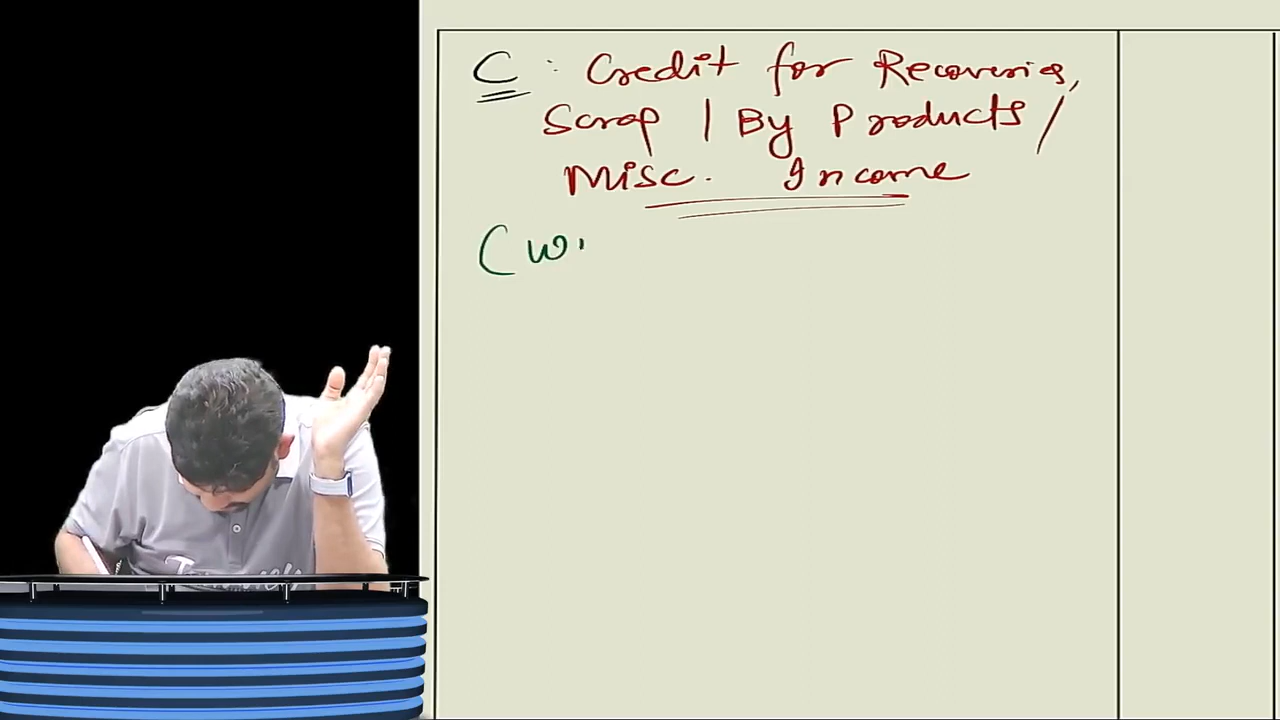 C : Credit for Recoveries,
Scrap | By Products /
Misc. Income
(W.